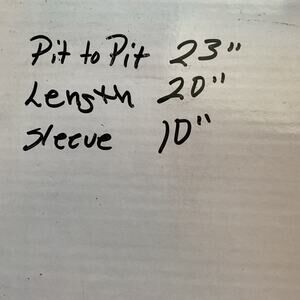 Pit to Pit 23"
Length 20"
Sleeve 10"